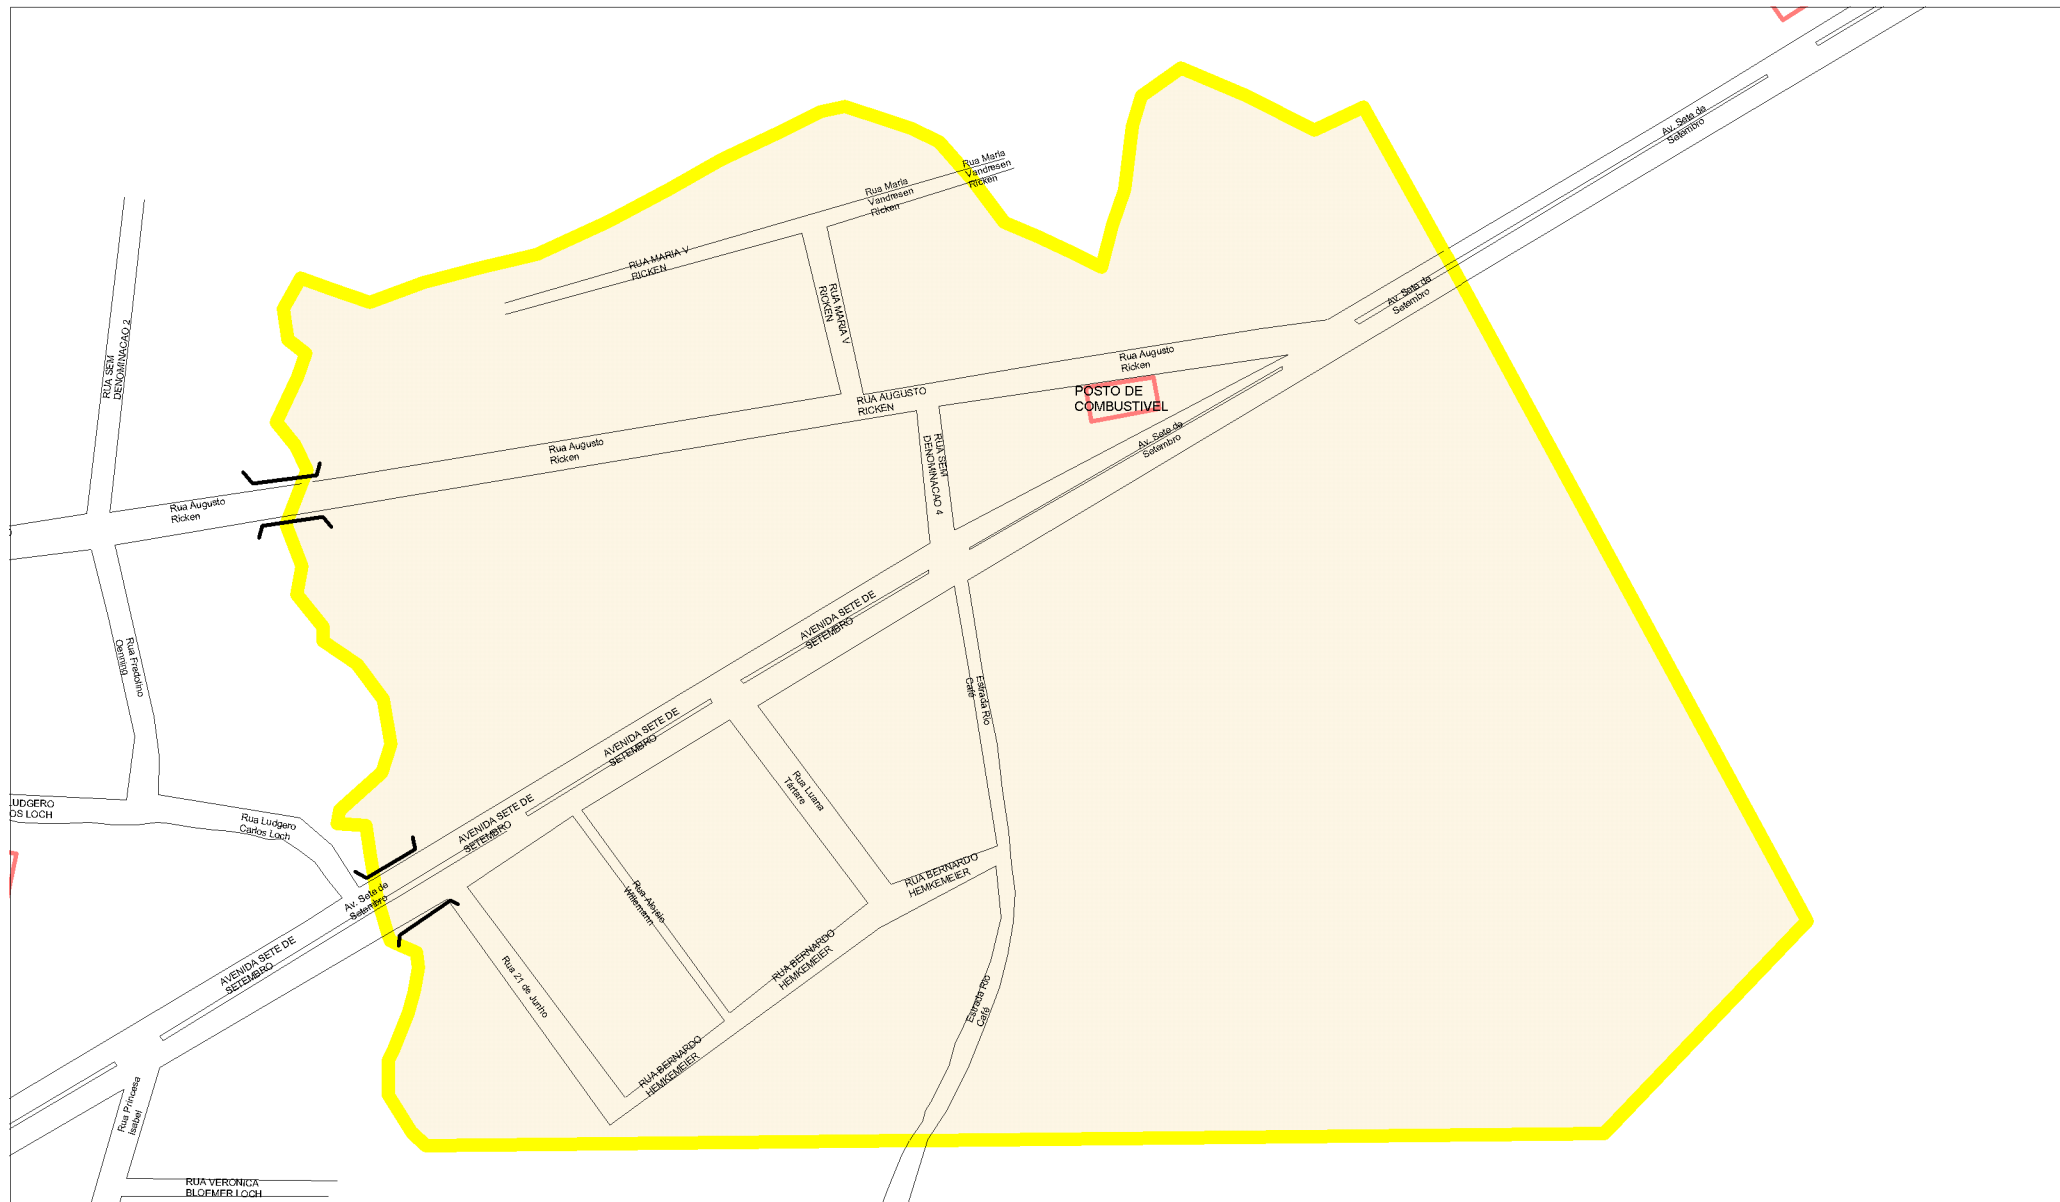 Av. Sete de
Setembro
Rua Maria
Vandresen
Ricken
Rua Maria
Vandresen
Ricken
RUA MARIA V
RICKEN
RUA MARIA V
RICKEN
Av. Sete de
Setembro
RUA SEM
DENOMINACAO 2
Rua Augusto
Ricken
POSTO DE
COMBUSTIVEL
RUA AUGUSTO
RICKEN
Rua Augusto
Ricken
Av. Sete de
Setembro
RUA SEM
DENOMINACAO 4
Rua Augusto
Ricken
AVENIDA SETE DE
SETEMBRO
Rua Fredolino
Oenning
Estrada Rio
Café
AVENIDA SETE DE
SETEMBRO
Rua Luana
Tártare
LUDGERO
OS LOCH
Rua Ludgero
Carlos Loch
AVENIDA SETE DE
SETEMBRO
RUA BERNARDO
HEMKEMEIER
Av. Sete de
Setembro
Rua Aloisio
Willemann
AVENIDA SETE DE
SETEMBRO
RUA BERNARDO
HEMKEMEIER
Rua 21 de Junho
Estrada Rio
Café
RUA BERNARDO
HEMKEMEIER
Rua Princesa
Isabel
RUA VERONICA
BLOEMER LOCH